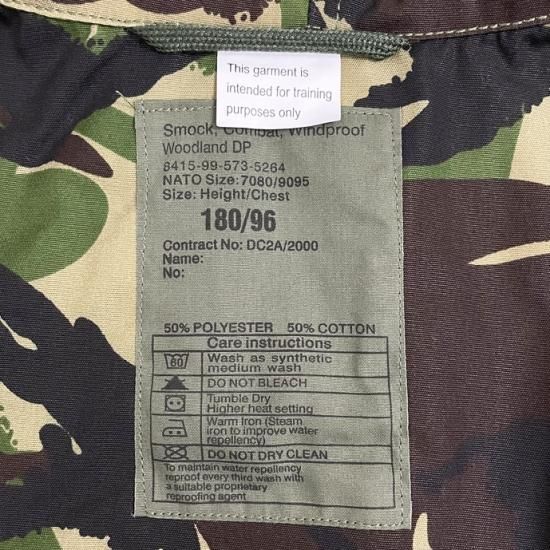 This garment is
intended for training
purposes only
Smock, Combat, Windproof
Woodland DP
8415-99-573-5264
NATO Size: 7080/9095
Size: Height/Chest
180/96
Contract No: DC2A/2000
Name:
No:
50% POLYESTER 50% COTTON
Care instructions
60
Wash as synthetic
medium wash
DO NOT BLEACH
Tumble Dry
Higher heat setting
Warm Iron (Steam
iron to improve water
repellency)
DO NOT DRY CLEAN
To maintain water repellency
reproof every third wash with
a suitable proprietary
reproofing agent